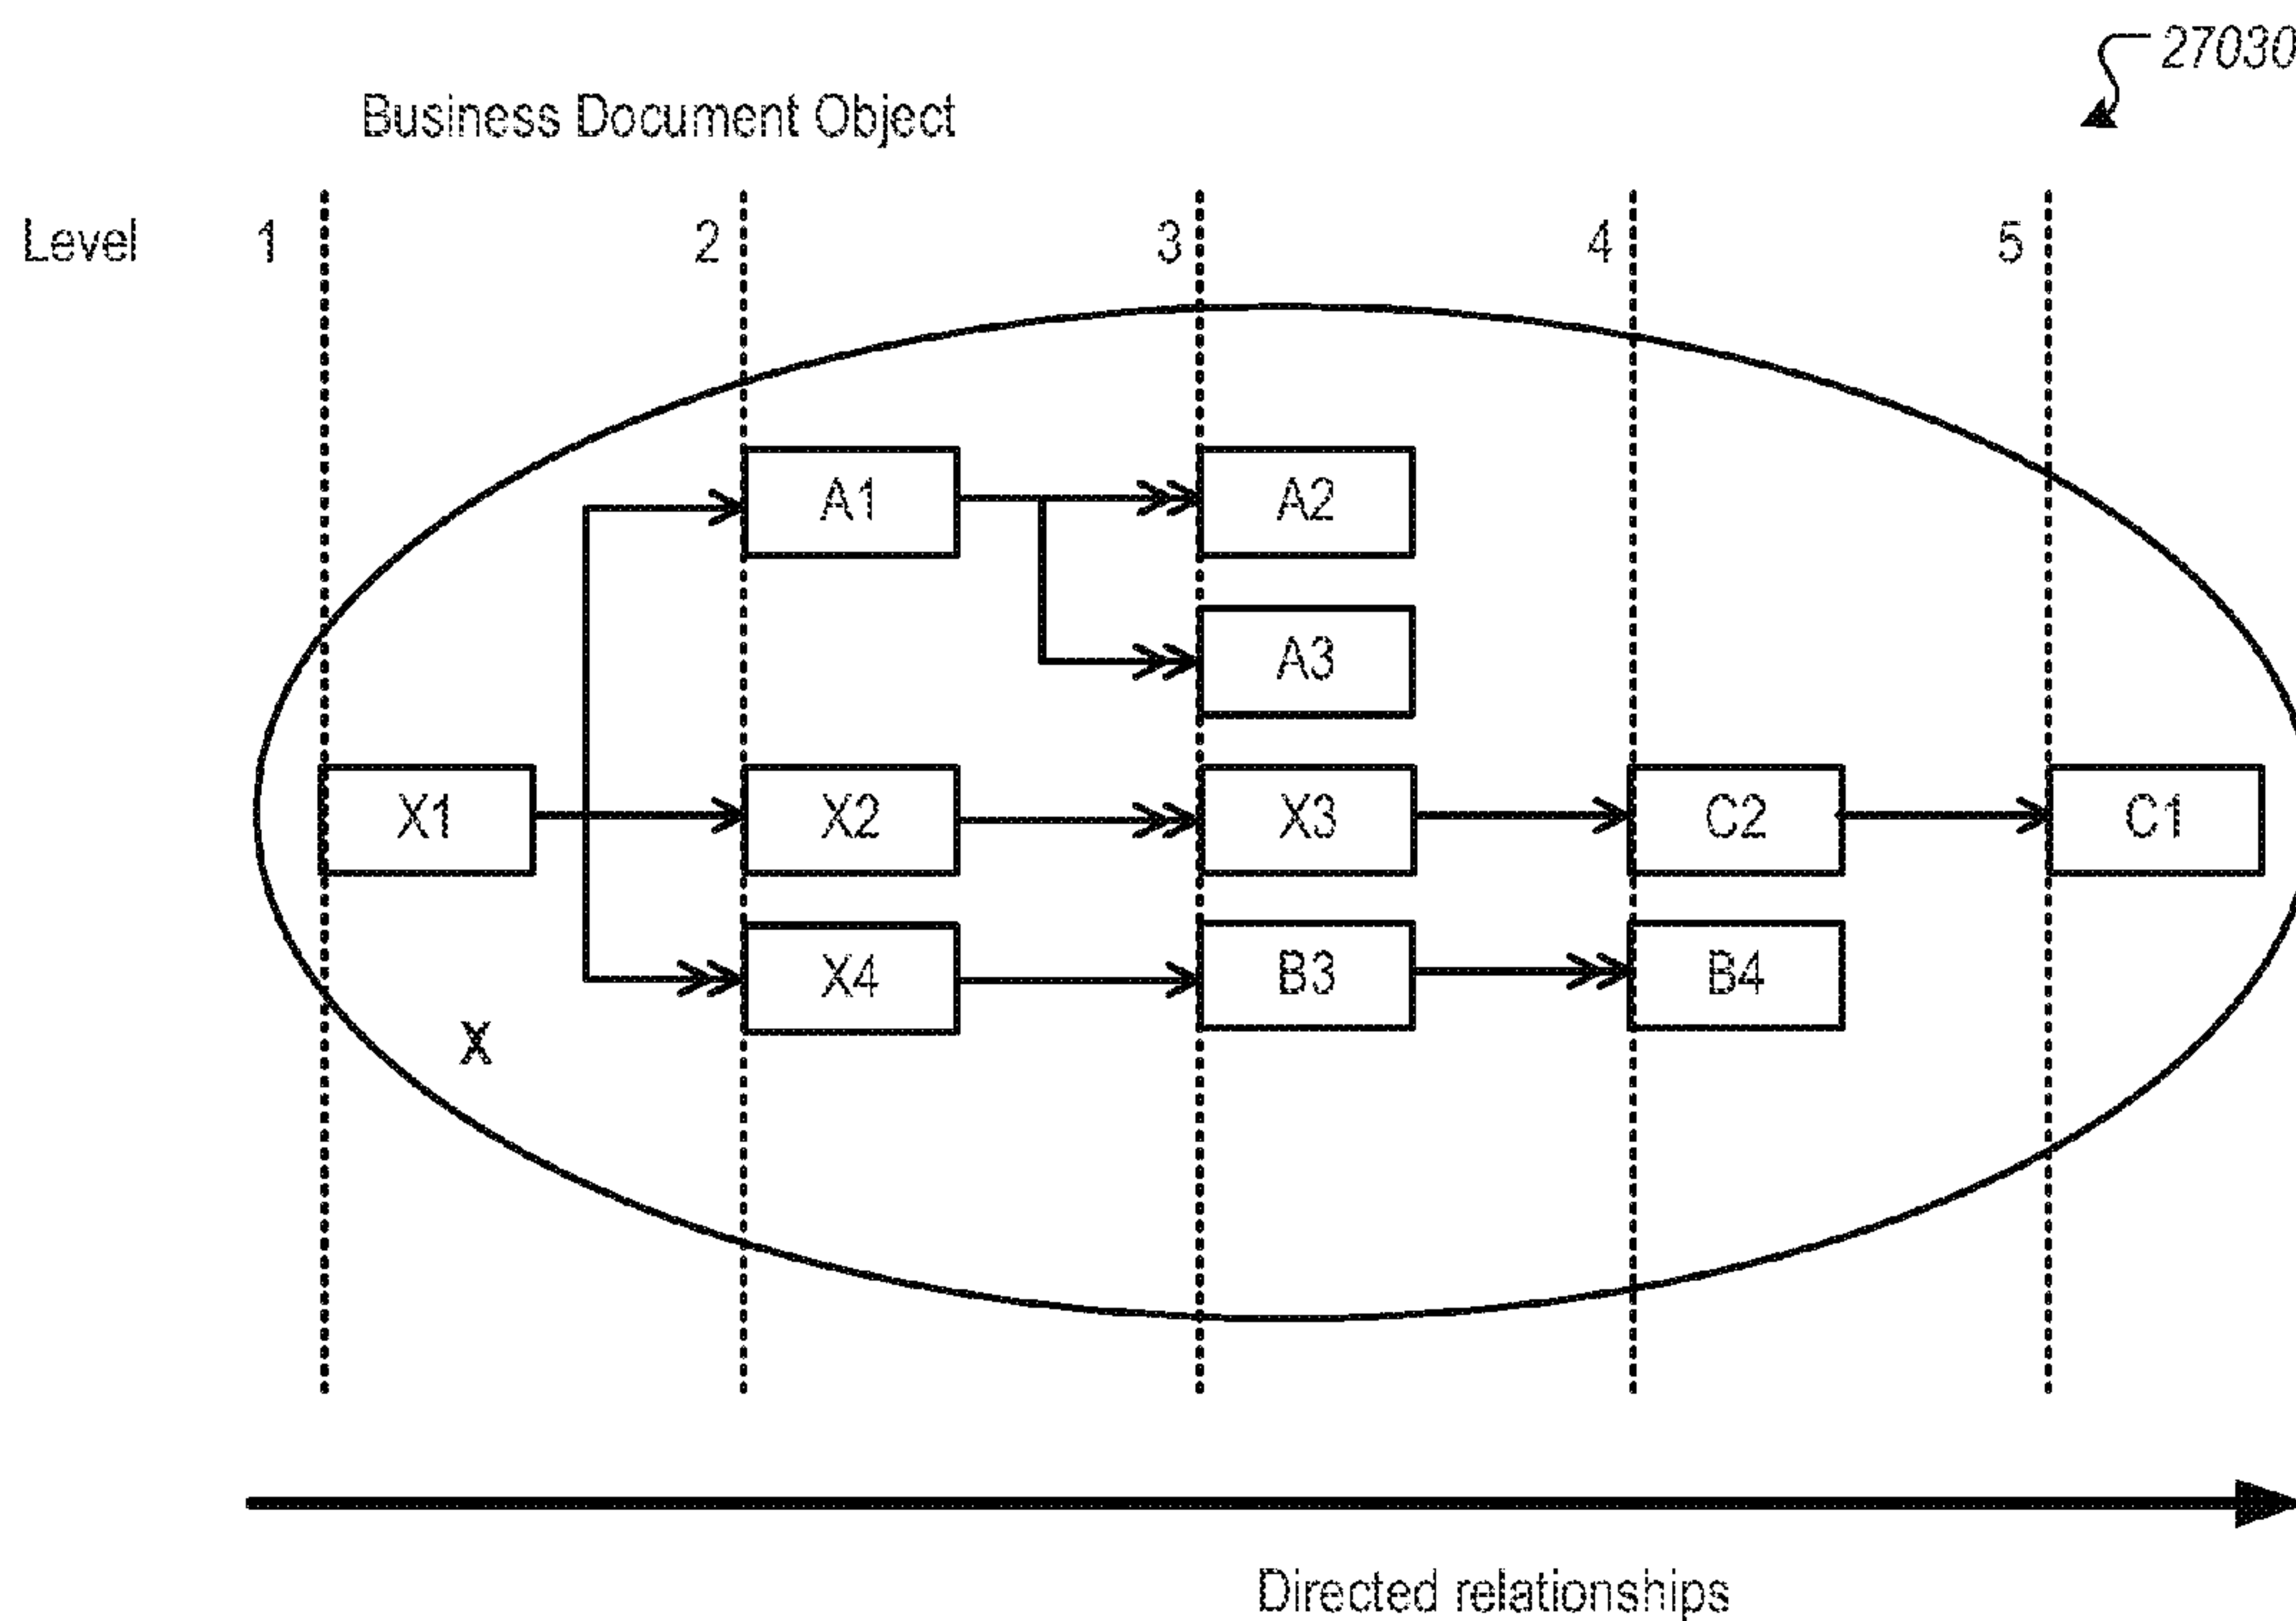 27030
Business Document Object
Level 1 2 3 4 5
A1 A2
A3
X1 X2 X3 C2 C1
X4 B3 B4
X
Directed relationships